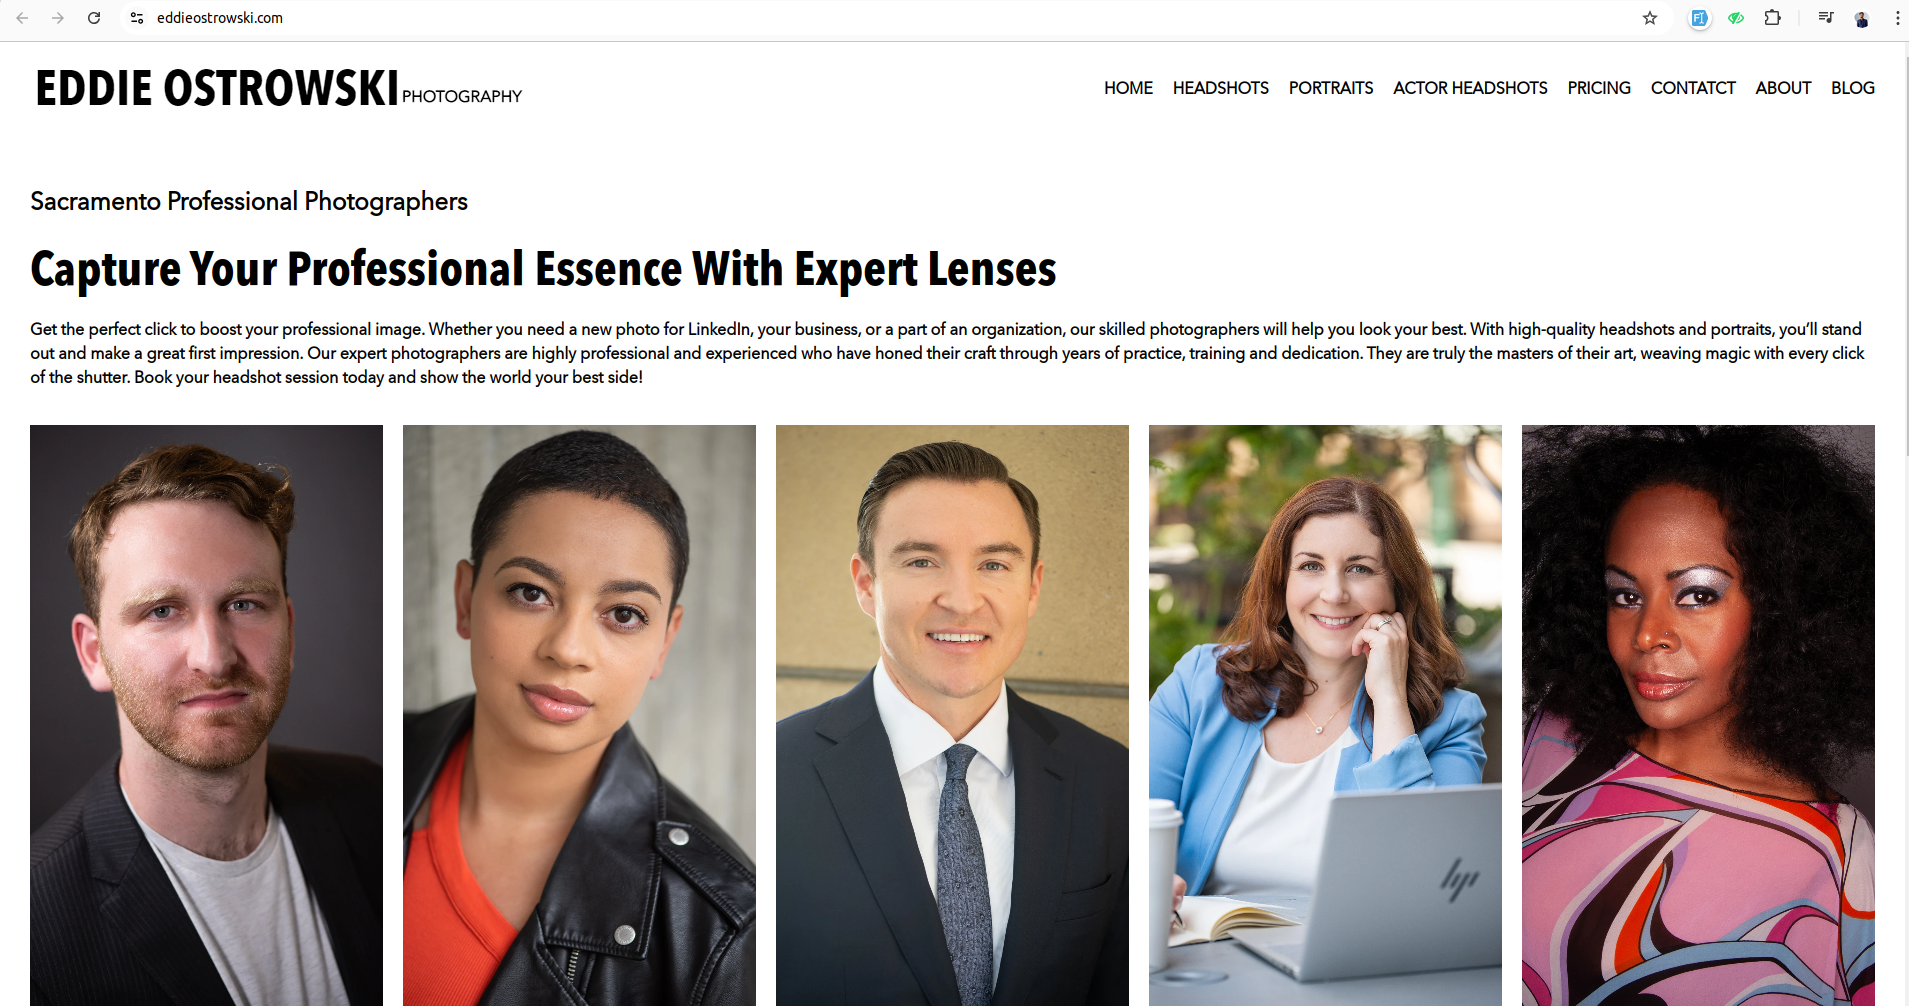 eddieostrowski.com
EDDIE OSTROWSKI PHOTOGRAPHY
HOME HEADSHOTS PORTRAITS ACTOR HEADSHOTS PRICING CONTATCT ABOUT BLOG
Sacramento Professional Photographers
Capture Your Professional Essence With Expert Lenses
Get the perfect click to boost your professional image. Whether you need a new photo for LinkedIn, your business, or a part of an organization, our skilled photographers will help you look your best. With high-quality headshots and portraits, you’ll stand
out and make a great first impression. Our expert photographers are highly professional and experienced who have honed their craft through years of practice, training and dedication. They are truly the masters of their art, weaving magic with every click
of the shutter. Book your headshot session today and show the world your best side!
hp